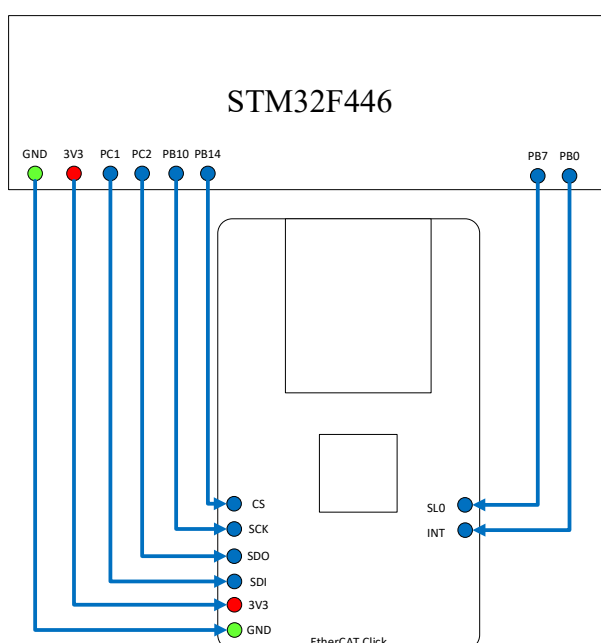 STM32F446
GND 3V3 PC1 PC2 PB10 PB14 PB7 PB0
CS
SCK
SDO
SDI
3V3
GND
SL0
INT
EtherCAT Click